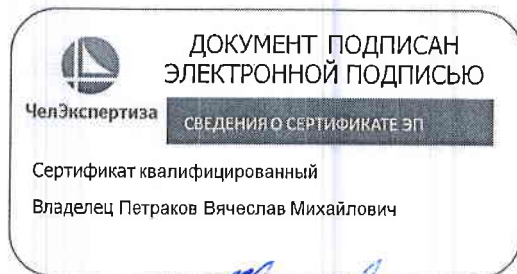 ДОКУМЕНТ ПОДПИСАН
ЭЛЕКТРОННОЙ ПОДПИСЬЮ
ЧелЭкспертиза
СВЕДЕНИЯ О СЕРТИФИКАТЕ ЭП
Сертификат квалифицированный
Владелец Петраков Вячеслав Михайлович